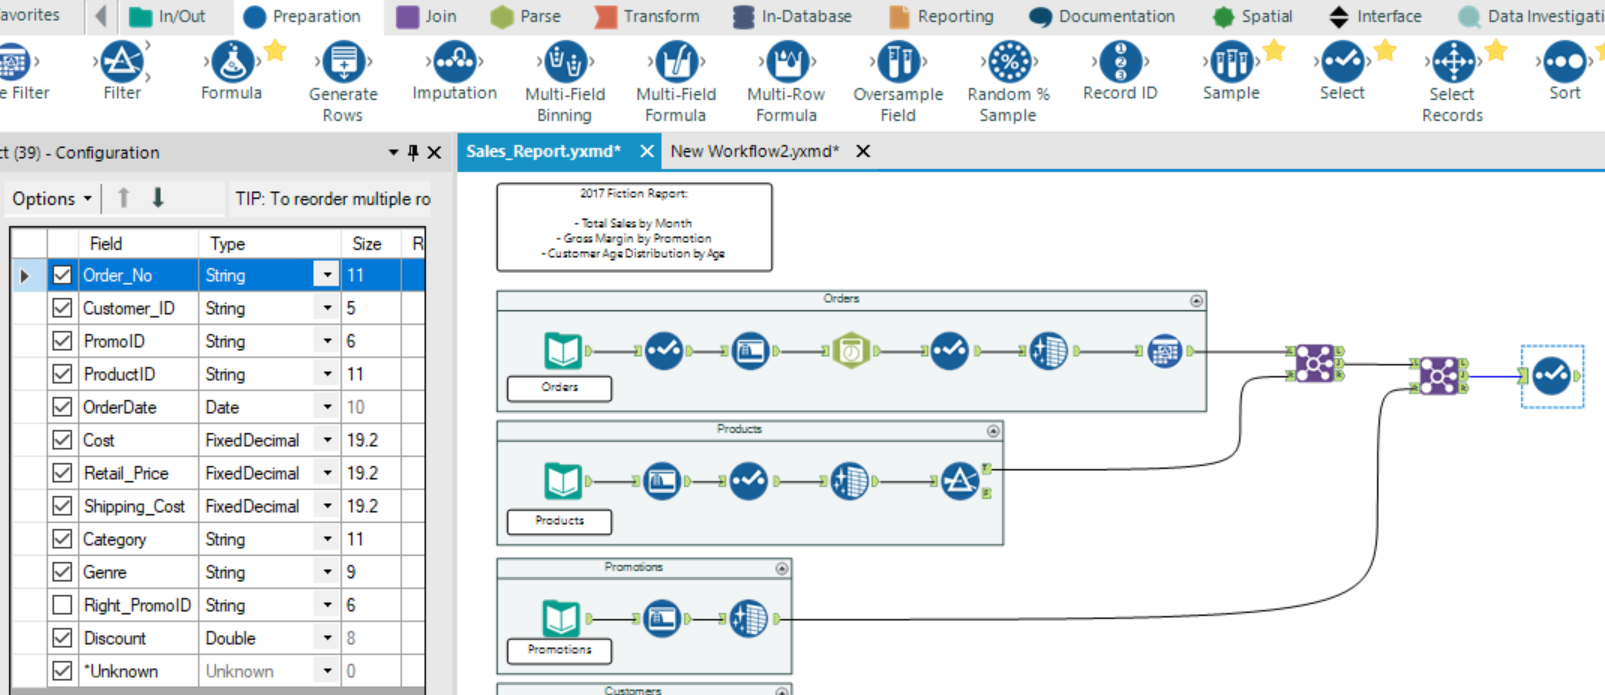 avorites
In/Out
Preparation
Join
Parse
Transform
In-Database
Reporting
Documentation
Spatial
Interface
Data Investigati
e Filter
Filter
Formula
Generate
Rows
Imputation
Multi-Field
Binning
Multi-Field
Formula
Multi-Row
Formula
Oversample
Field
Random %
Sample
Record ID
Sample
Select
Select
Records
Sort
ct (39) - Configuration
Options
TIP: To reorder multiple ro
Field Type Size R
Order_No String 11
Customer_ID String 5
PromoID String 6
ProductID String 11
OrderDate Date 10
Cost FixedDecimal 19.2
Retail_Price FixedDecimal 19.2
Shipping_Cost FixedDecimal 19.2
Category String 11
Genre String 9
Right_PromoID String 6
Discount Double 8
*Unknown Unknown 0
Sales_Report.yxmd*
New Workflow2.yxmd*
2017 Fiction Report:
- Total Sales by Month
- Gross Margin by Promotion
- Customer Age Distribution by Age
Orders
Orders
Products
Products
Promotions
Promotions
Customers